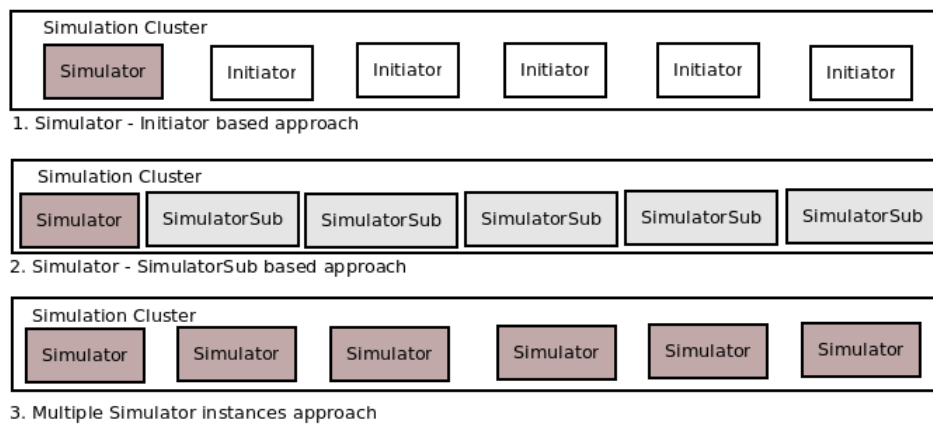 Simulation Cluster
Simulator Initiator Initiator Initiator Initiator Initiator
1. Simulator - Initiator based approach
Simulation Cluster
Simulator SimulatorSub SimulatorSub SimulatorSub SimulatorSub SimulatorSub
2. Simulator - SimulatorSub based approach
Simulation Cluster
Simulator Simulator Simulator Simulator Simulator Simulator
3. Multiple Simulator instances approach